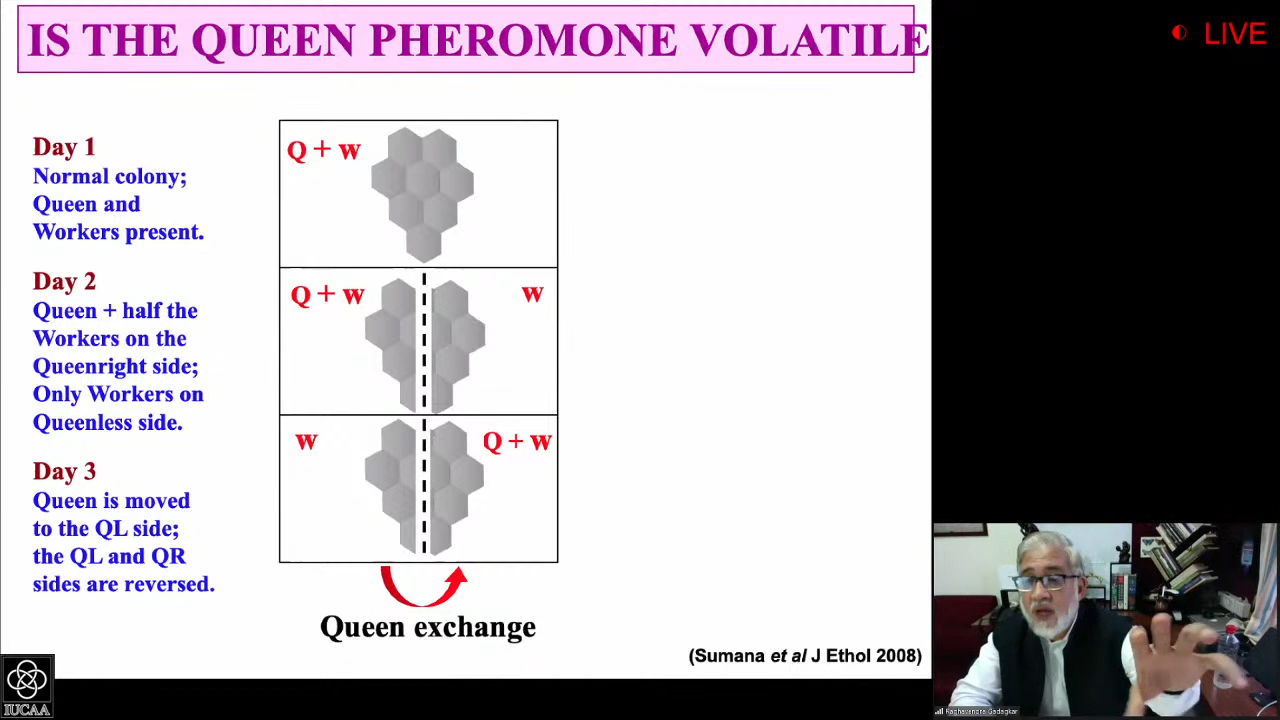 IS THE QUEEN PHEROMONE VOLATILE
LIVE
Day 1
Normal colony;
Queen and
Workers present.
Q + w
Day 2
Queen + half the
Workers on the
Queenright side;
Only Workers on
Queenless side.
Q + w
w
Day 3
Queen is moved
to the QL side;
the QL and QR
sides are reversed.
w
Q + w
Queen exchange
(Sumana et al J Ethol 2008)
IUCAA
Raghavendra Gadagkar